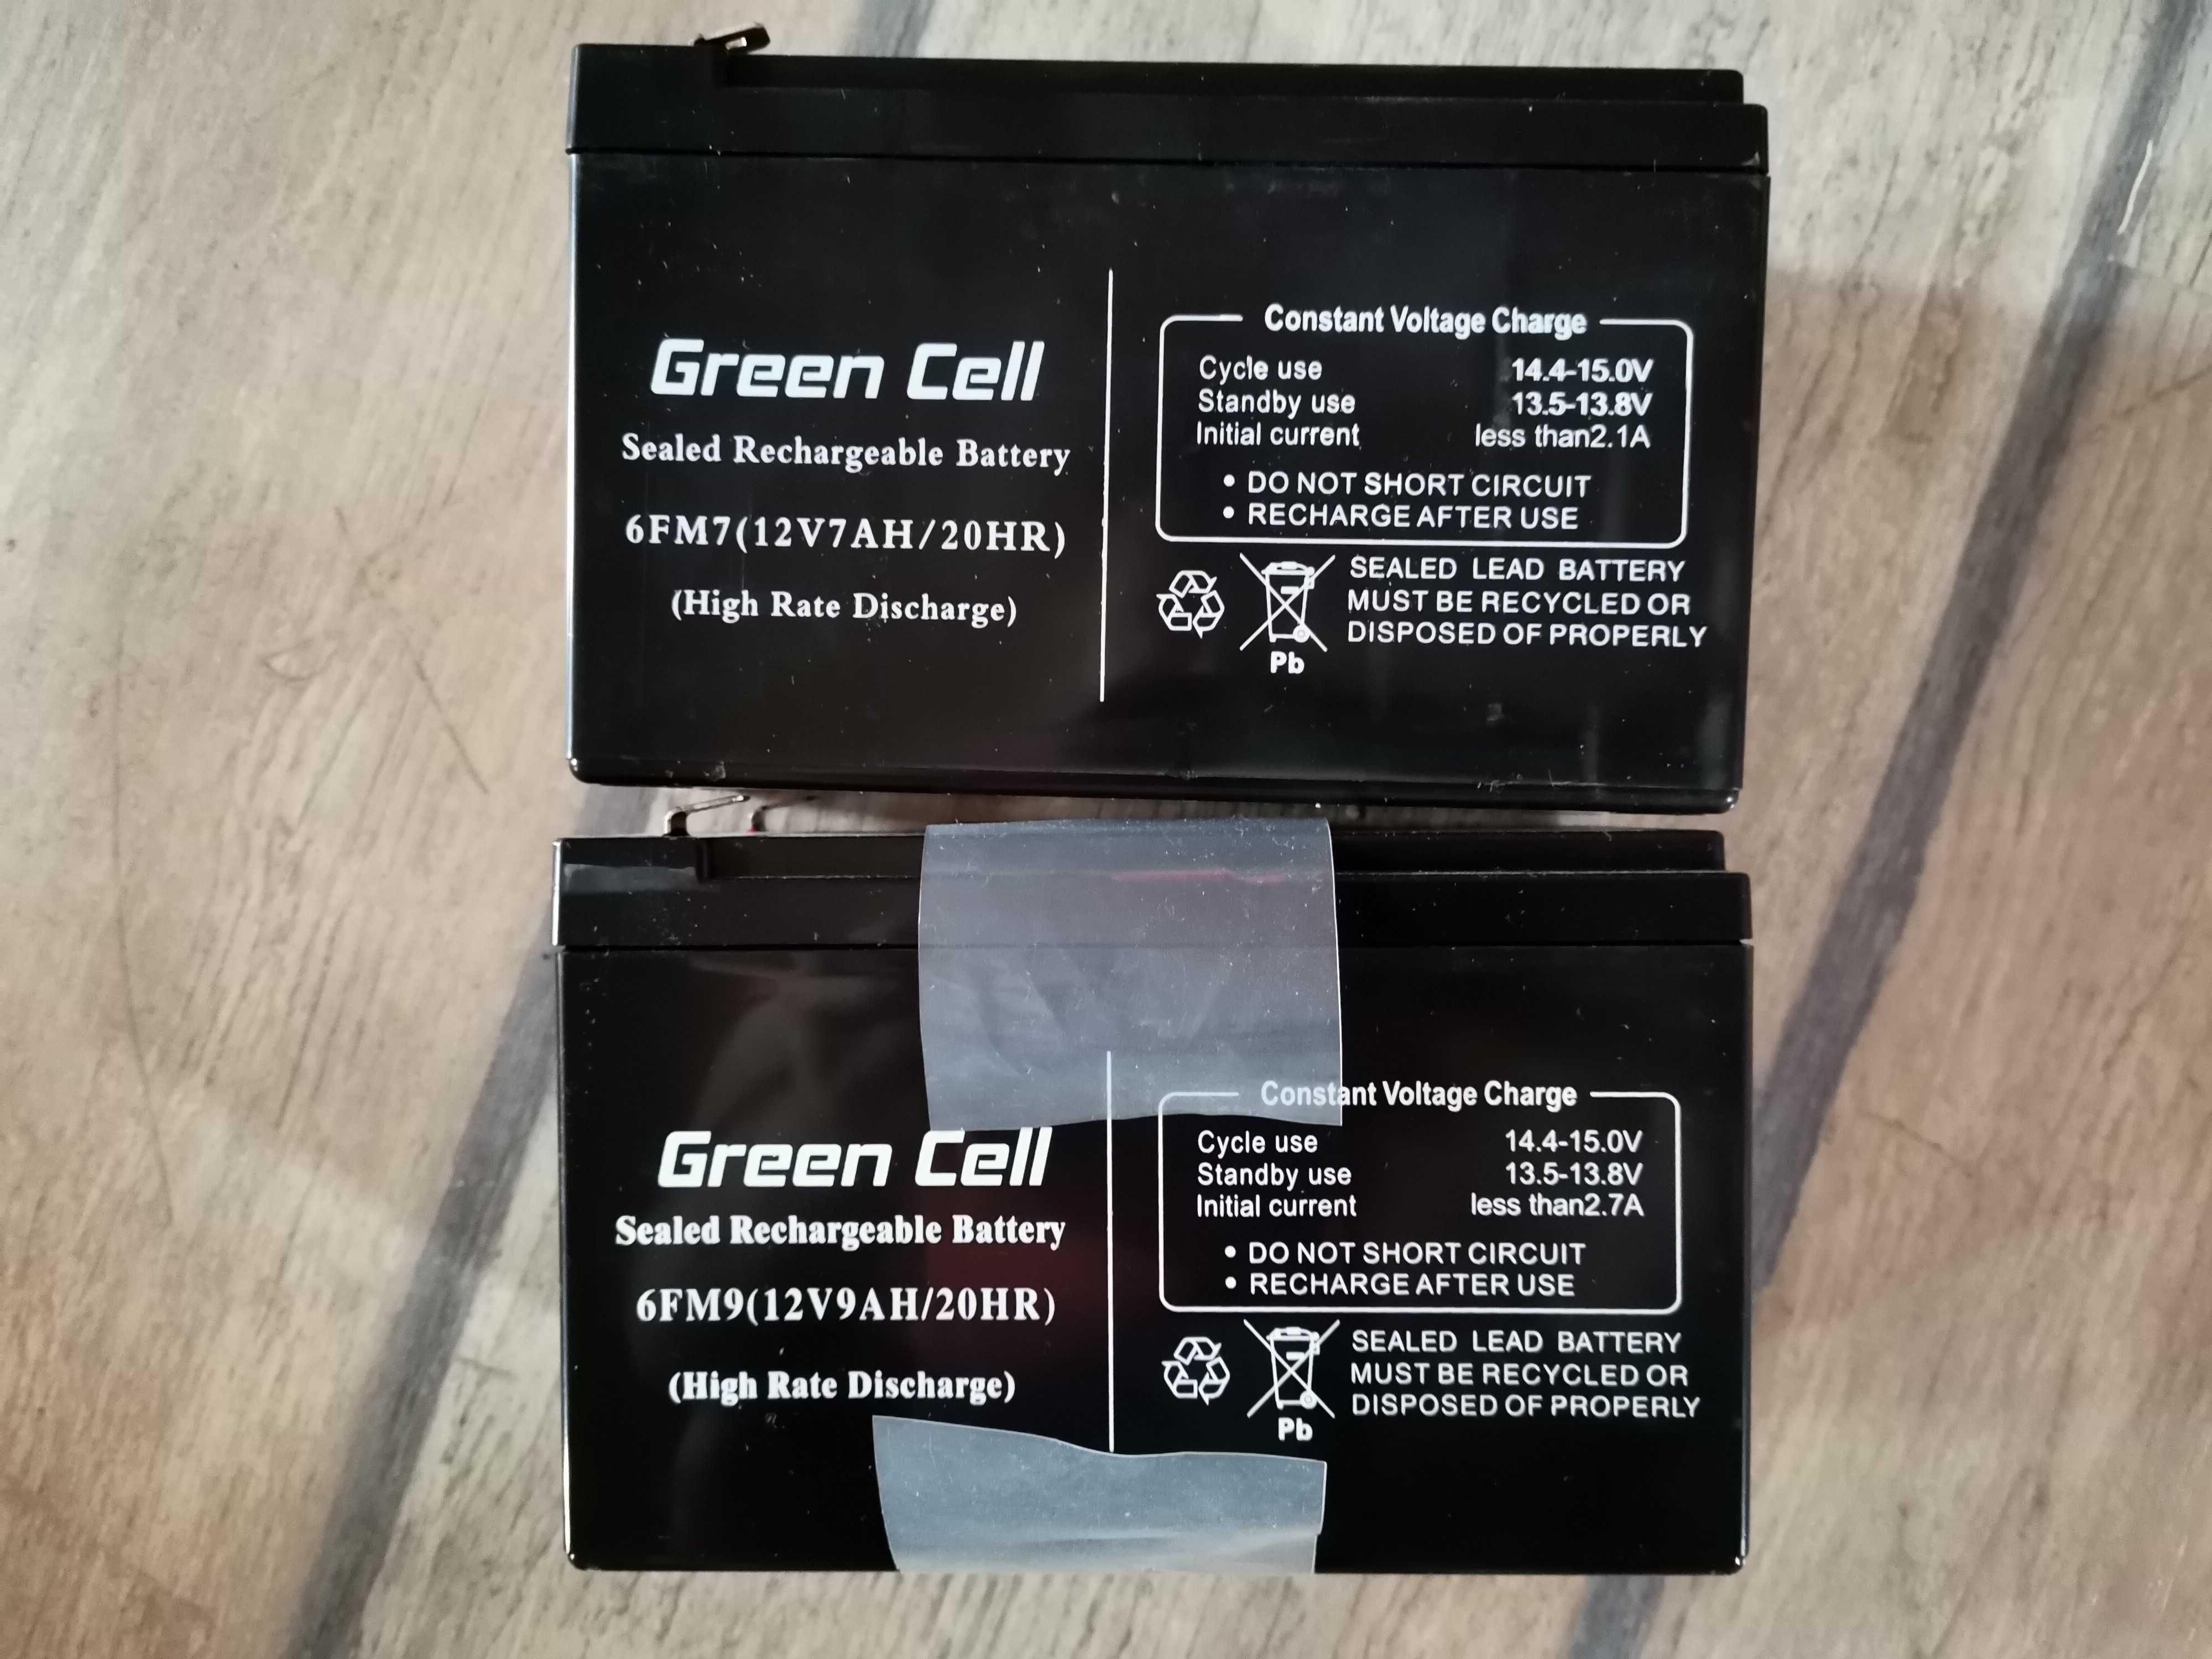 Green Cell
Sealed Rechargeable Battery
6FM7(12V7AH/20HR)
(High Rate Discharge)
Constant Voltage Charge
Cycle use 14.4-15.0V
Standby use 13.5-13.8V
Initial current less than2.1A
• DO NOT SHORT CIRCUIT
• RECHARGE AFTER USE
SEALED LEAD BATTERY
MUST BE RECYCLED OR
DISPOSED OF PROPERLY
Pb
Green Cell
Sealed Rechargeable Battery
6FM9(12V9AH/20HR)
(High Rate Discharge)
Constant Voltage Charge
Cycle use 14.4-15.0V
Standby use 13.5-13.8V
Initial current less than2.7A
• DO NOT SHORT CIRCUIT
• RECHARGE AFTER USE
SEALED LEAD BATTERY
MUST BE RECYCLED OR
DISPOSED OF PROPERLY
Pb